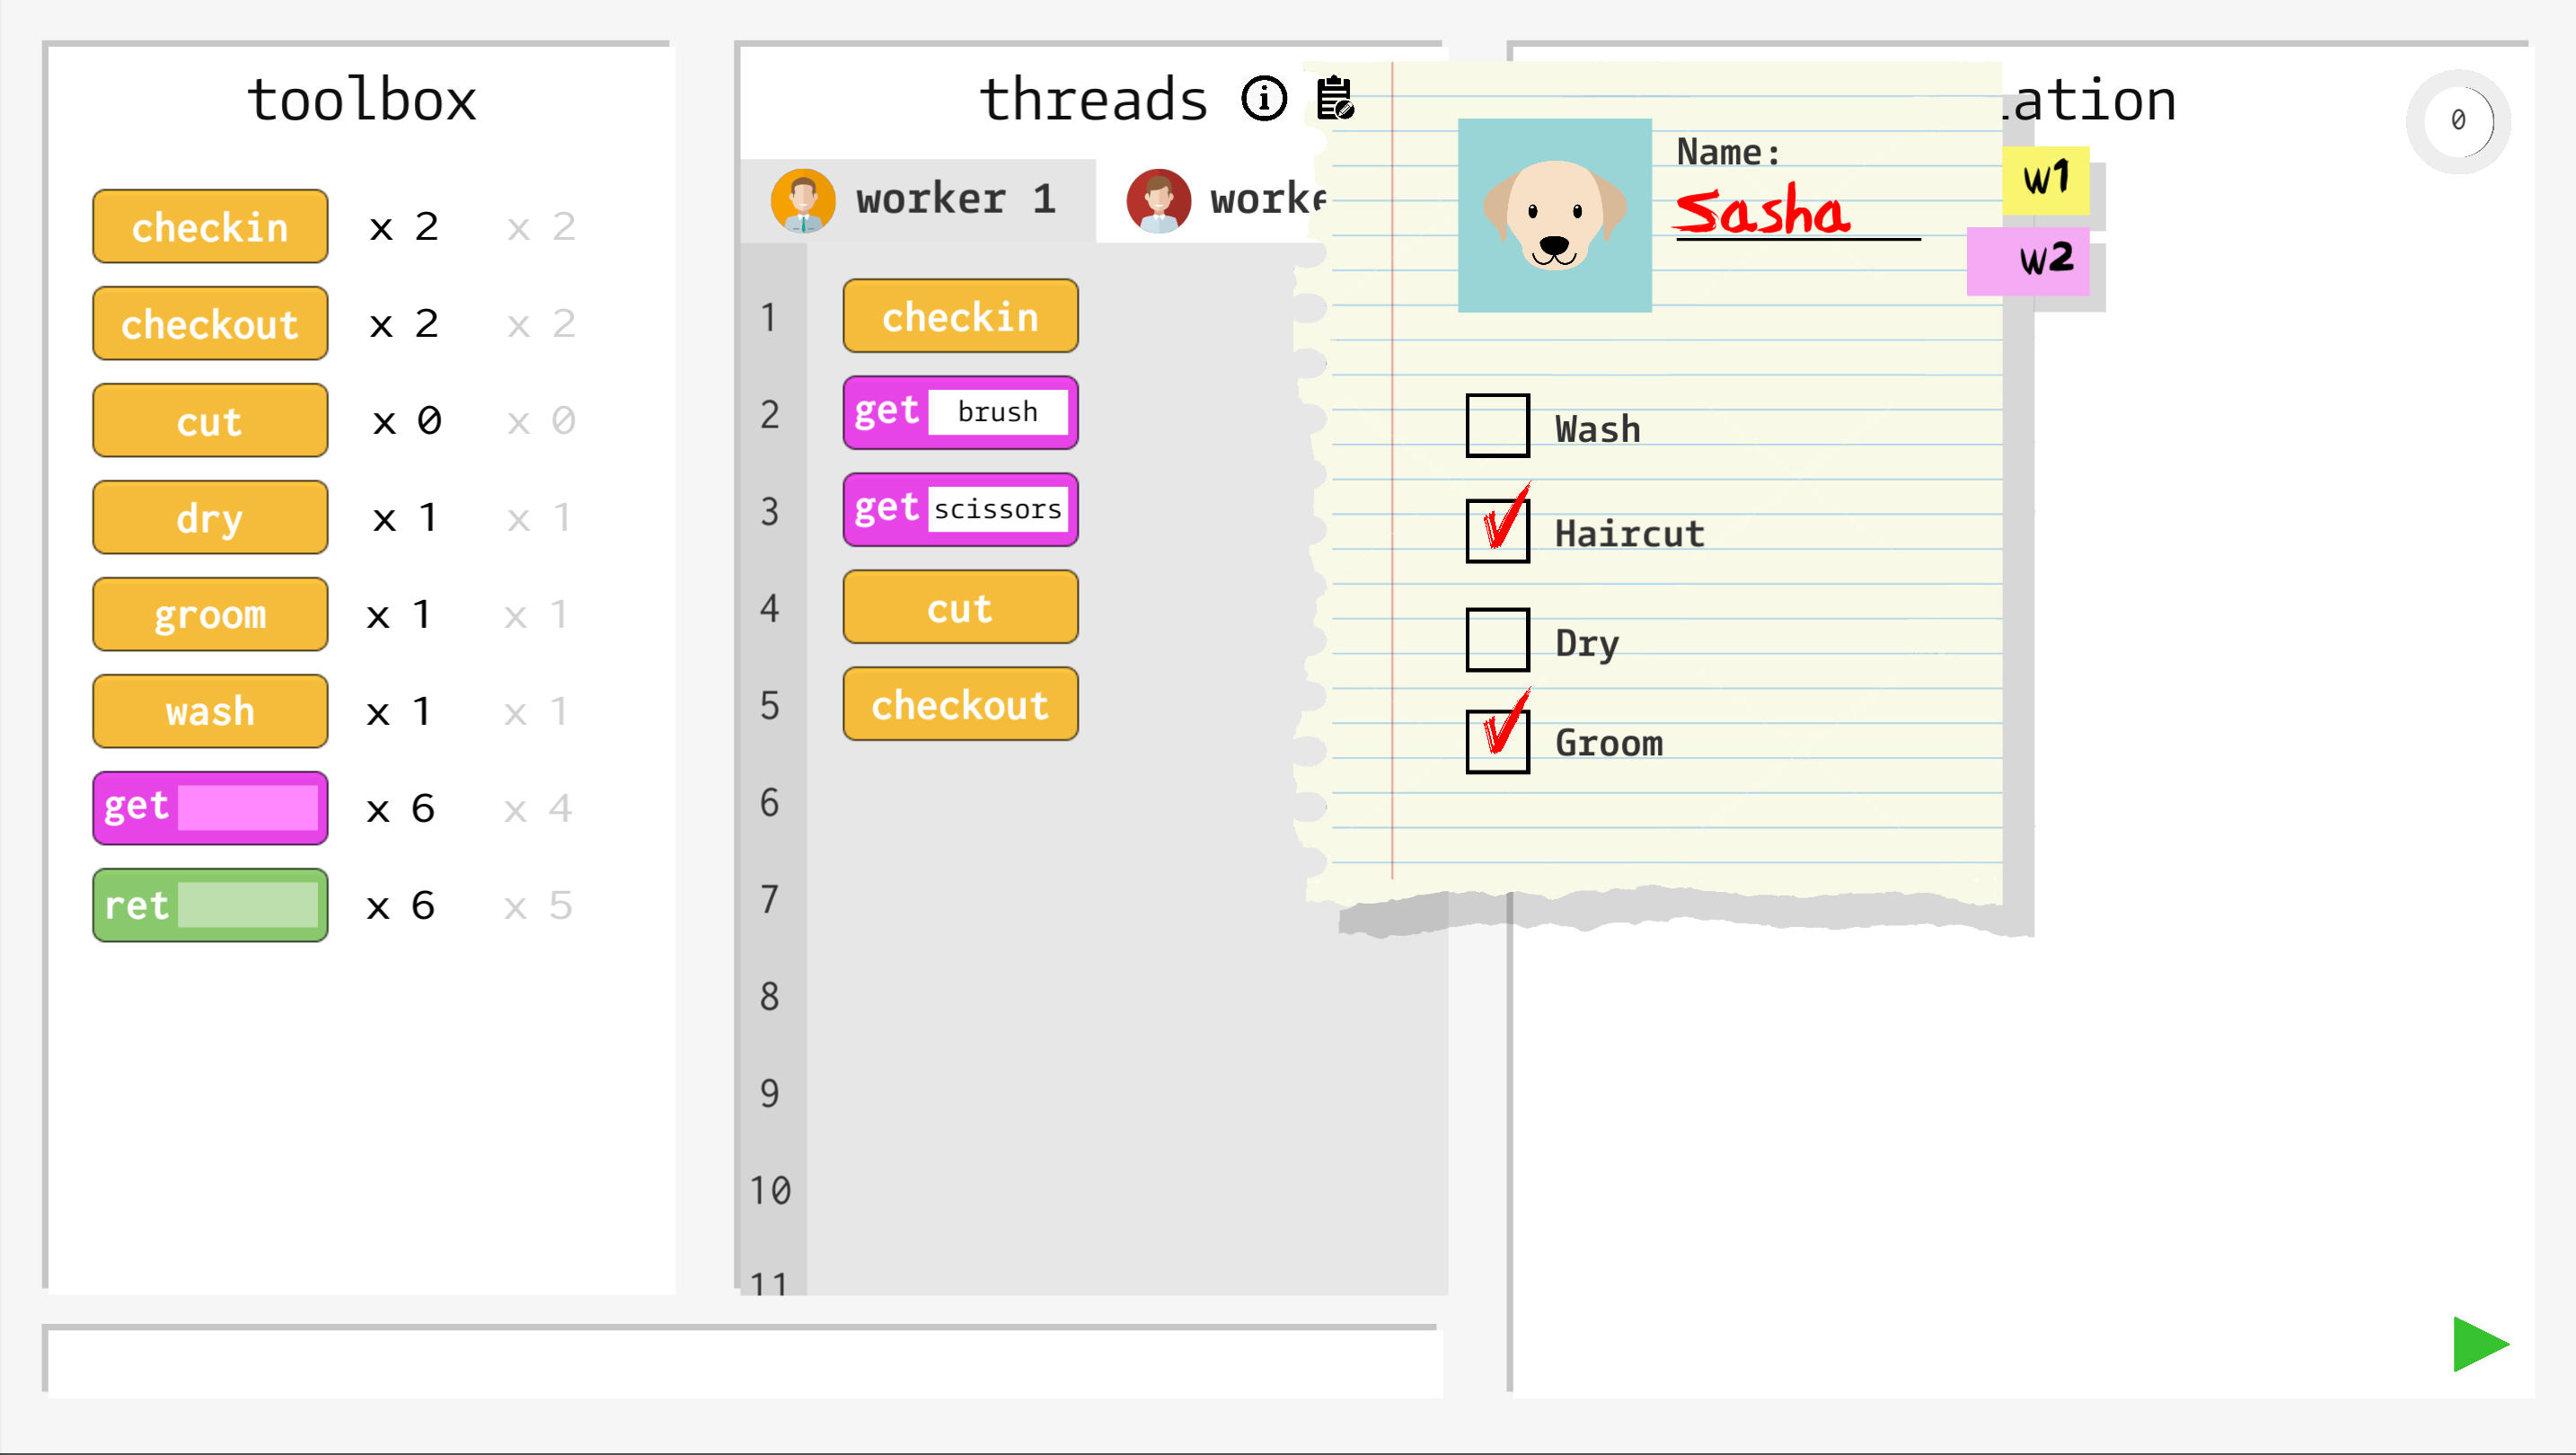 toolbox
checkin x 2 x 2
checkout x 2 x 2
cut x 0 x 0
dry x 1 x 1
groom x 1 x 1
wash x 1 x 1
get x 6 x 4
ret x 6 x 5
threads
worker 1
1 checkin
2 get brush
3 get scissors
4 cut
5 checkout
6
7
8
9
10
11
Name:
Sasha
Wash
Haircut
Dry
Groom
w1
w2
ation
0